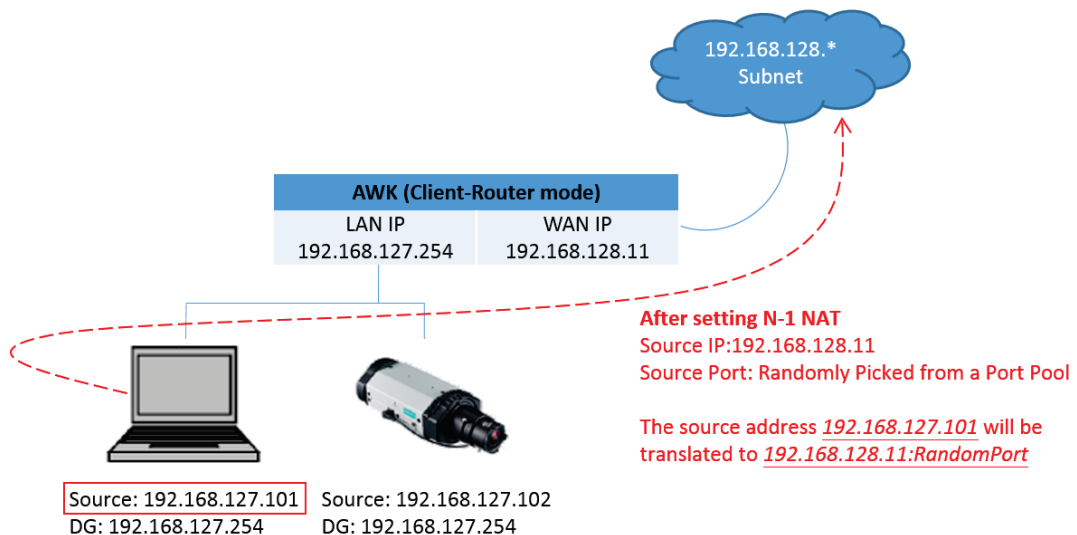 192.168.128.*
Subnet
AWK (Client-Router mode)
LAN IP
192.168.127.254
WAN IP
192.168.128.11
After setting N-1 NAT
Source IP:192.168.128.11
Source Port: Randomly Picked from a Port Pool
The source address 192.168.127.101 will be
translated to 192.168.128.11:RandomPort
Source: 192.168.127.101
DG: 192.168.127.254
Source: 192.168.127.102
DG: 192.168.127.254